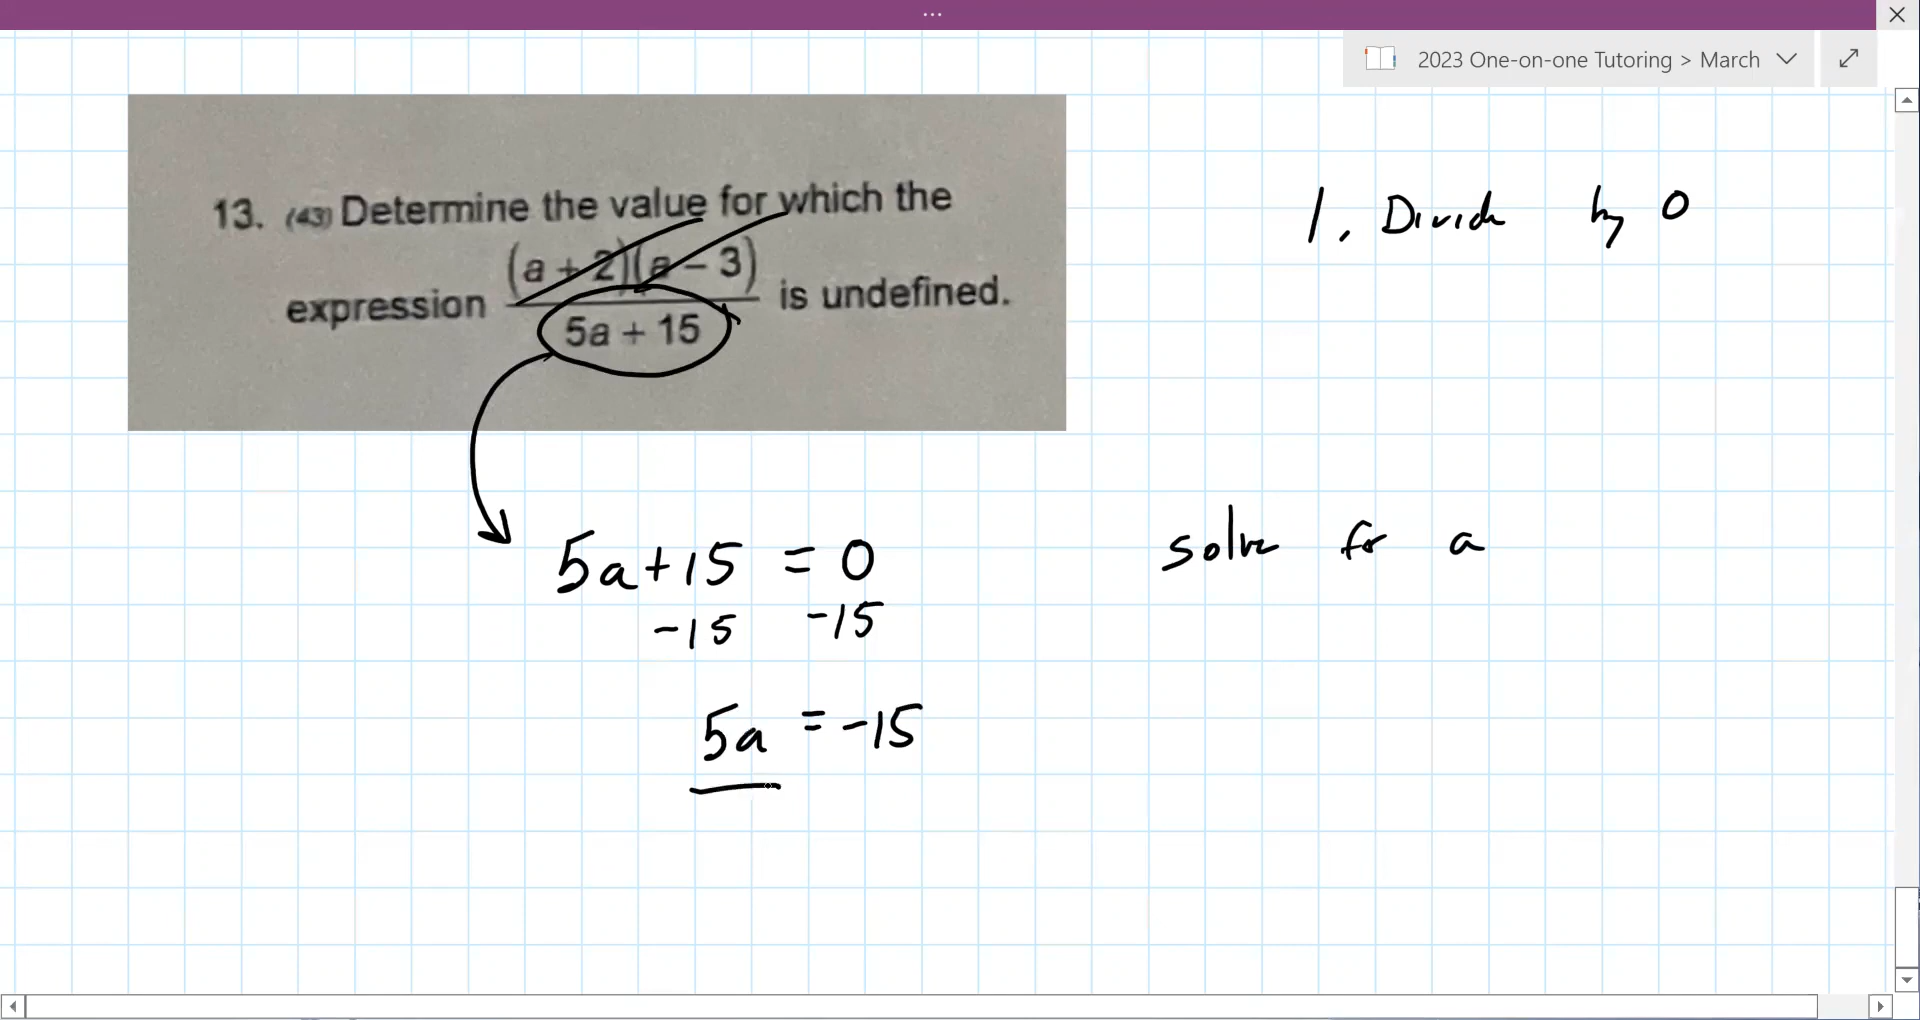 ...
2023 One-on-one Tutoring > March
13. (43) Determine the value for which the
expression (a + 2)(a − 3) / 5a + 15 is undefined.
1. Divide by 0
5a+15 = 0
solve for a
-15 -15
5a = -15